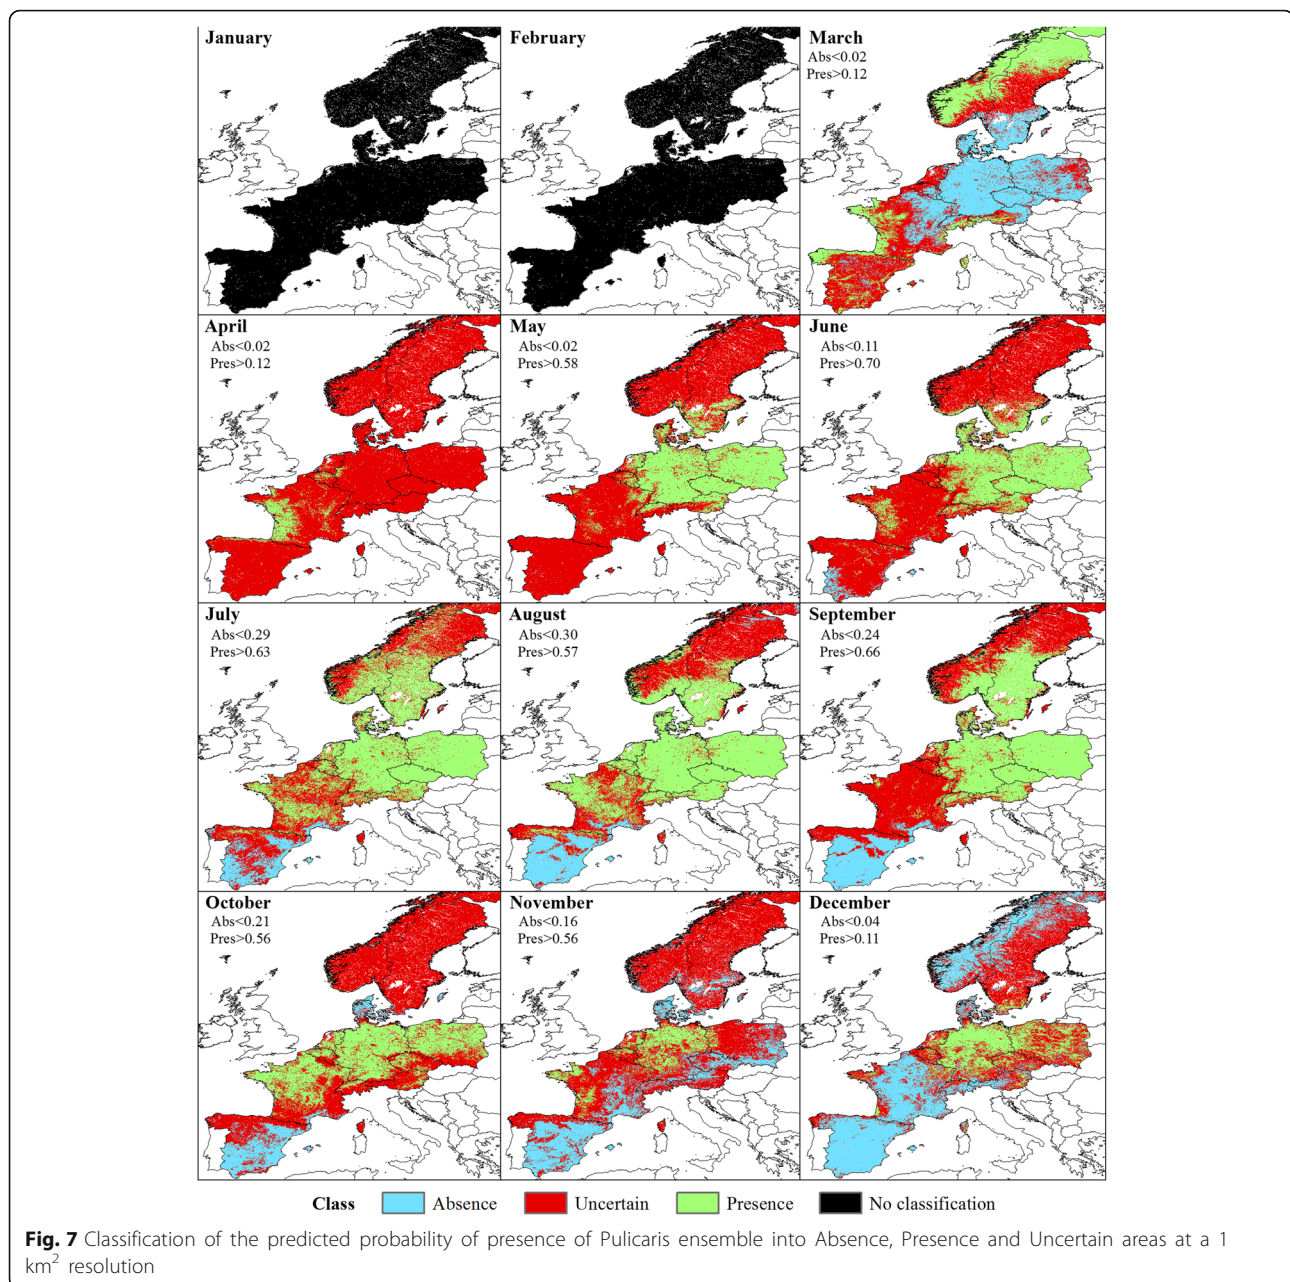 January
February
March
Abs<0.02
Pres>0.12
April
Abs<0.02
Pres>0.12
May
Abs<0.02
Pres>0.58
June
Abs<0.11
Pres>0.70
July
Abs<0.29
Pres>0.63
August
Abs<0.30
Pres>0.57
September
Abs<0.24
Pres>0.66
October
Abs<0.21
Pres>0.56
November
Abs<0.16
Pres>0.56
December
Abs<0.04
Pres>0.11
Class Absence Uncertain Presence No classification
Fig. 7 Classification of the predicted probability of presence of Pulicaris ensemble into Absence, Presence and Uncertain areas at a 1
km² resolution